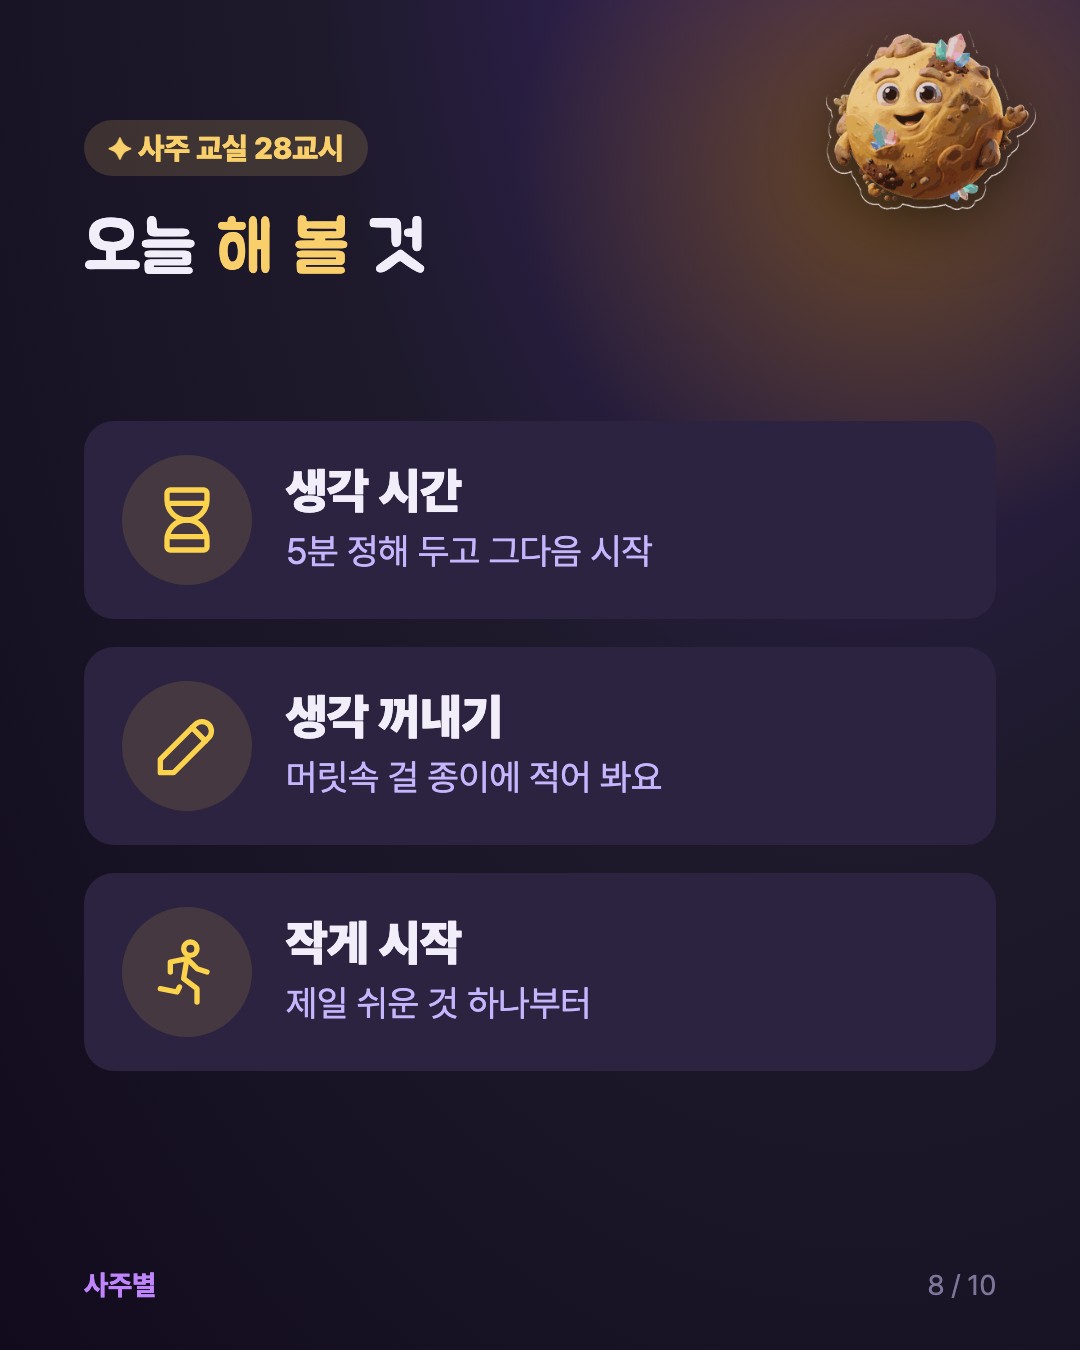 ✦ 사주 교실 28교시
오늘 해 볼 것
생각 시간
5분 정해 두고 그다음 시작
생각 꺼내기
머릿속 걸 종이에 적어 봐요
작게 시작
제일 쉬운 것 하나부터
사주별
8 / 10